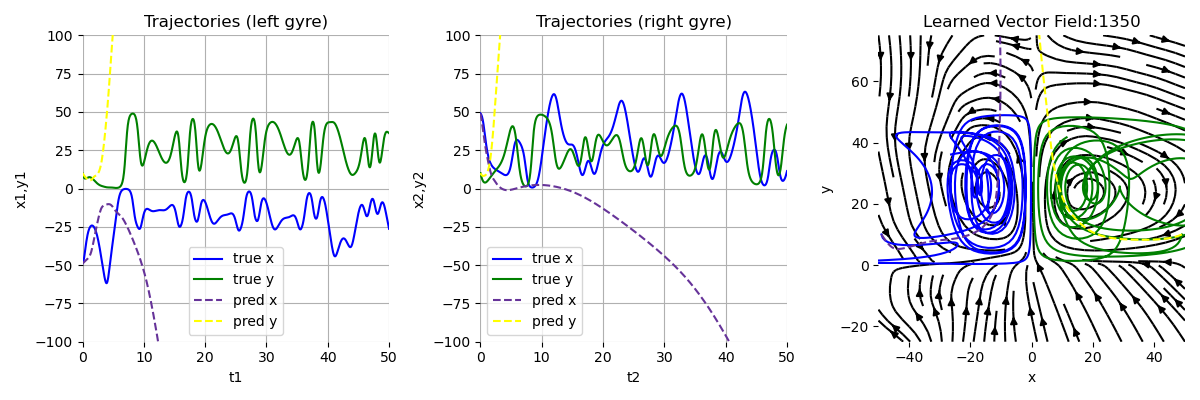 Trajectories (left gyre)
x1,y1
100
75
50
25
0
−25
−50
−75
−100
0 10 20 30 40 50
t1
true x
true y
pred x
pred y
Trajectories (right gyre)
x2,y2
100
75
50
25
0
−25
−50
−75
−100
0 10 20 30 40 50
t2
true x
true y
pred x
pred y
Learned Vector Field:1350
y
60
40
20
0
−20
−40 −20 0 20 40
x